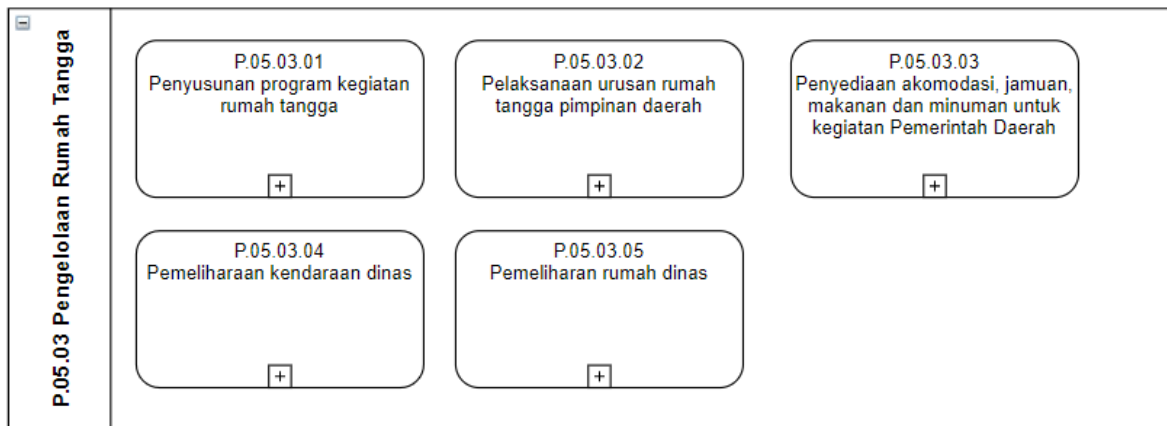 P.05.03 Pengelolaan Rumah Tangga
P.05.03.01
Penyusunan program kegiatan
rumah tangga
P.05.03.02
Pelaksanaan urusan rumah
tangga pimpinan daerah
P.05.03.03
Penyediaan akomodasi, jamuan,
makanan dan minuman untuk
kegiatan Pemerintah Daerah
P.05.03.04
Pemeliharaan kendaraan dinas
P.05.03.05
Pemeliharan rumah dinas